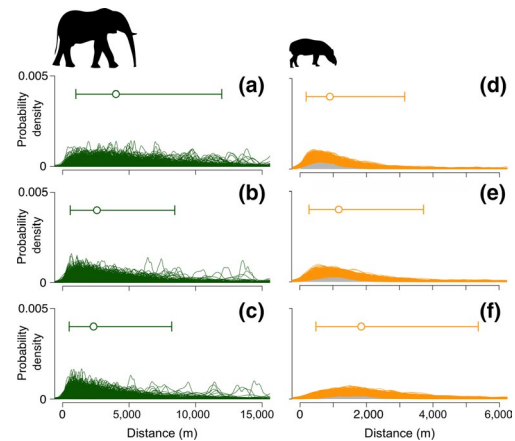 0.005
Probability
density
0
(a)
(d)
0.005
Probability
density
0
(b)
(e)
0.005
Probability
density
0
(c)
(f)
0 5,000 10,000 15,000
0 2,000 4,000 6,000
Distance (m)
Distance (m)